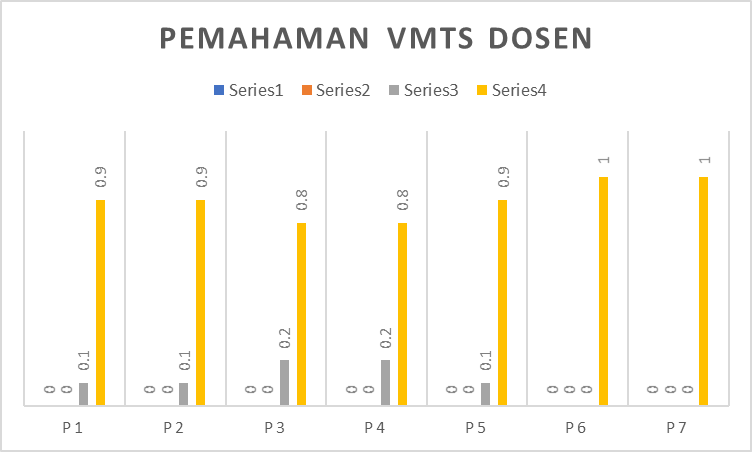 PEMAHAMAN VMTS DOSEN
Series1 Series2 Series3 Series4
0 0 0.1 0.9 0 0 0.1 0.9 0 0 0.2 0.8 0 0 0.2 0.8 0 0 0.1 0.9 0 0 0 1 0 0 0 1
P 1 P 2 P 3 P 4 P 5 P 6 P 7